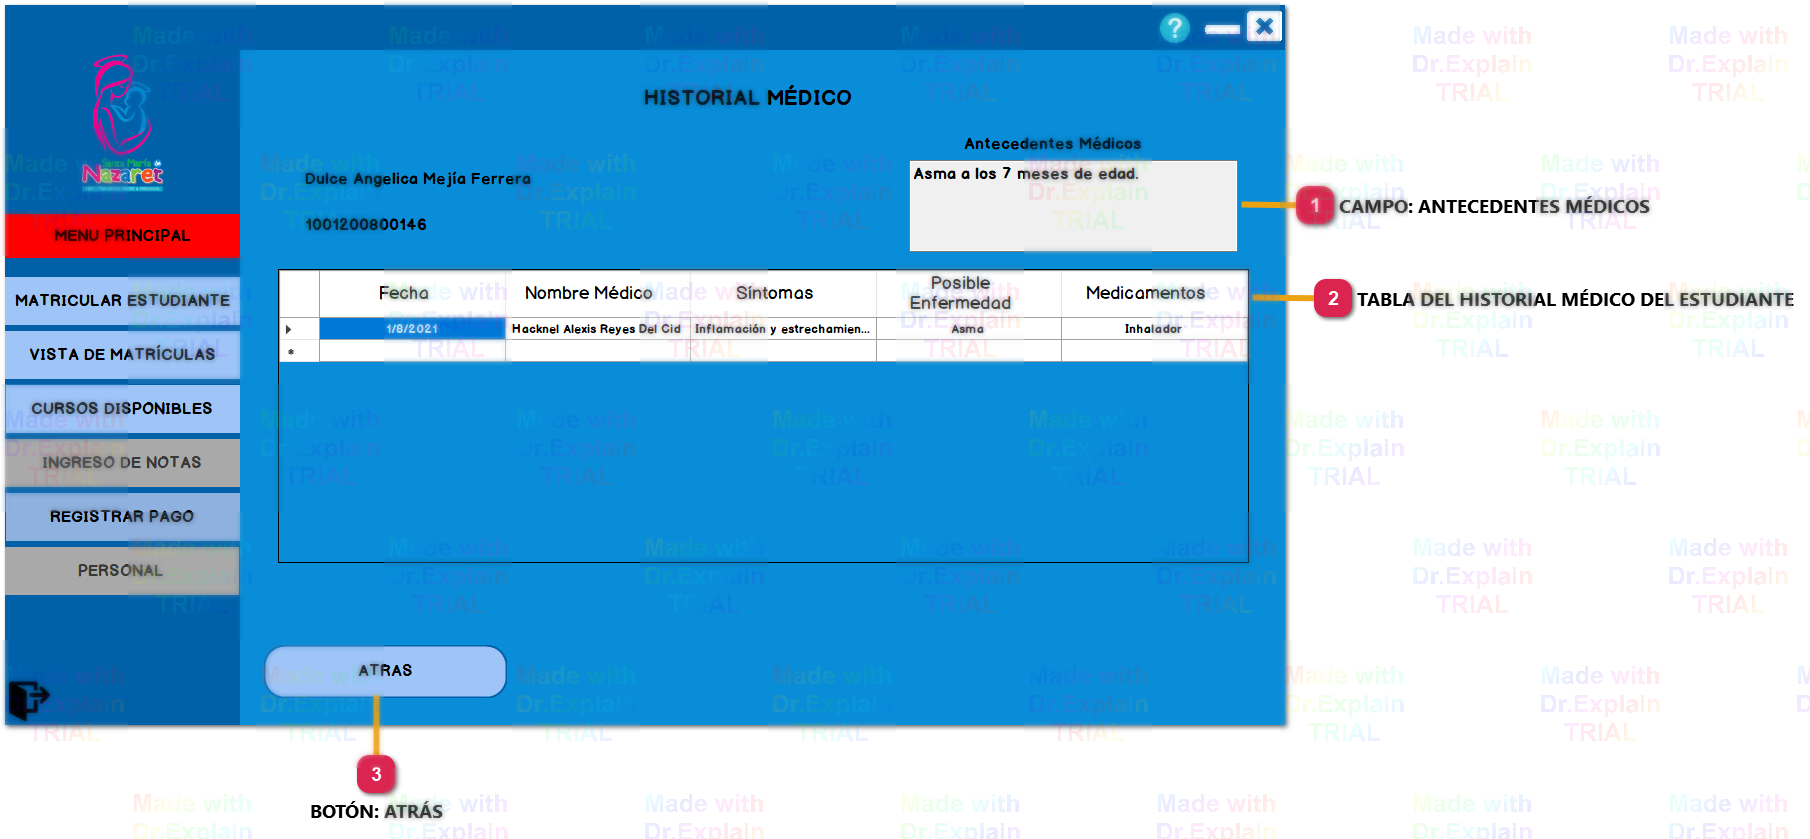 ?
HISTORIAL MÉDICO
Santa María de
Nazaret
Antecedentes Médicos
Asma a los 7 meses de edad.
Dulce Angelica Mejía Ferrera
1001200800146
1 CAMPO: ANTECEDENTES MÉDICOS
MENU PRINCIPAL
MATRICULAR ESTUDIANTE
VISTA DE MATRÍCULAS
CURSOS DISPONIBLES
INGRESO DE NOTAS
REGISTRAR PAGO
PERSONAL
Fecha Nombre Médico Síntomas Posible Enfermedad Medicamentos
1/8/2021 Hacknel Alexis Reyes Del Cid Inflamación y estrechamien... Asma Inhalador
2 TABLA DEL HISTORIAL MÉDICO DEL ESTUDIANTE
ATRAS
3
BOTÓN: ATRÁS
Made with
Dr.Explain
TRIAL